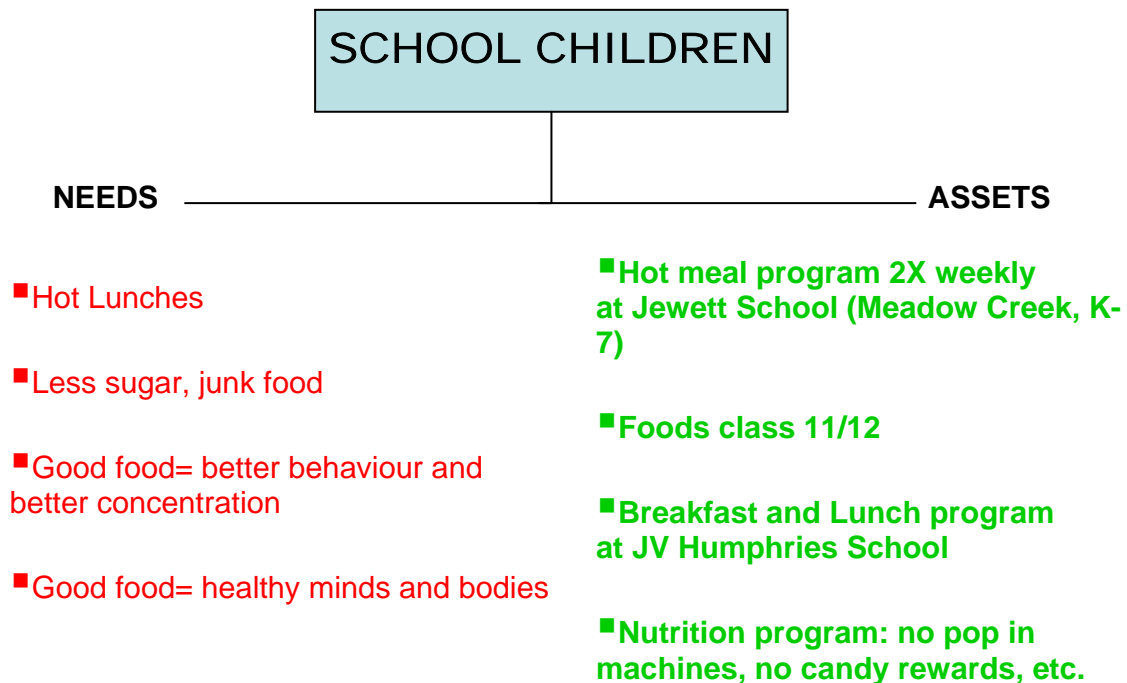 SCHOOL CHILDREN
NEEDS
ASSETS
▪Hot Lunches
▪Less sugar, junk food
▪Good food= better behaviour and
better concentration
▪Good food= healthy minds and bodies
▪Hot meal program 2X weekly
at Jewett School (Meadow Creek, K-
7)
▪Foods class 11/12
▪Breakfast and Lunch program
at JV Humphries School
▪Nutrition program: no pop in
machines, no candy rewards, etc.